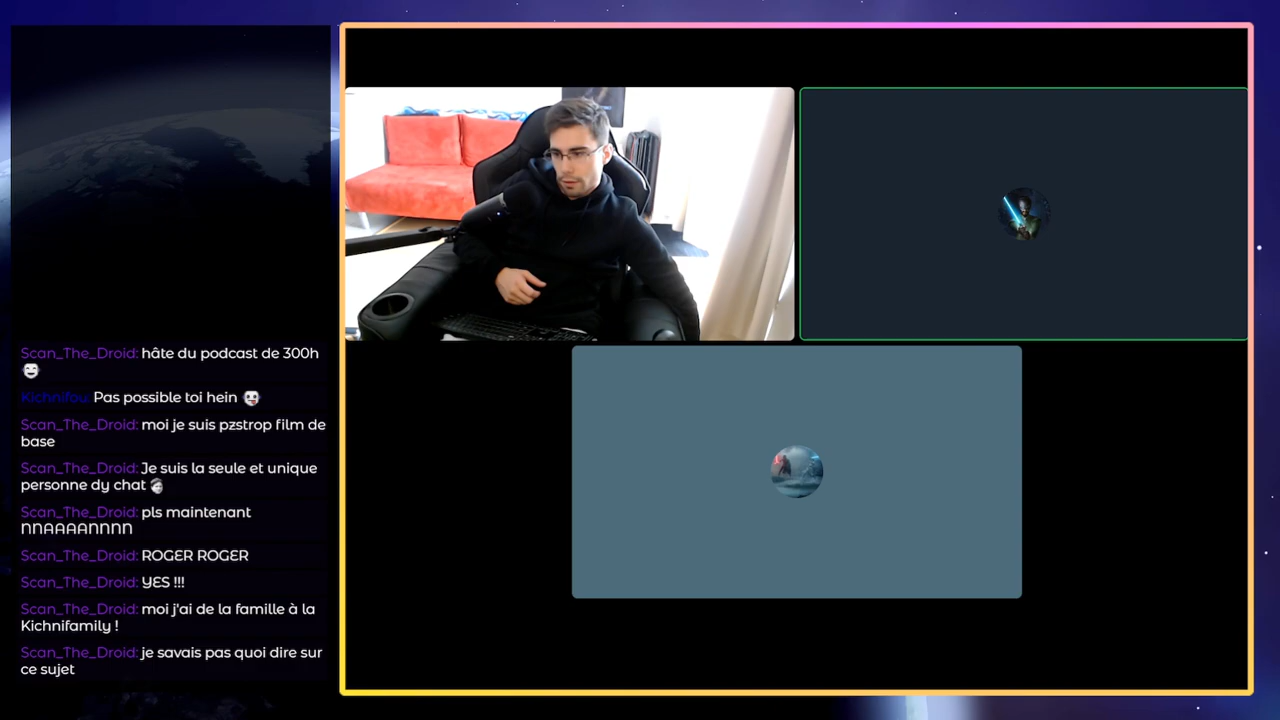 Scan_The_Droid: hâte du podcast de 300h
Kichnifou: Pas possible toi hein
Scan_The_Droid: moi je suis pzstrop film de
base
Scan_The_Droid: Je suis la seule et unique
personne dy chat
Scan_The_Droid: pls maintenant
NNAAAANNNN
Scan_The_Droid: ROGER ROGER
Scan_The_Droid: YES !!!
Scan_The_Droid: moi j'ai de la famille à la
Kichnifamily !
Scan_The_Droid: je savais pas quoi dire sur
ce sujet